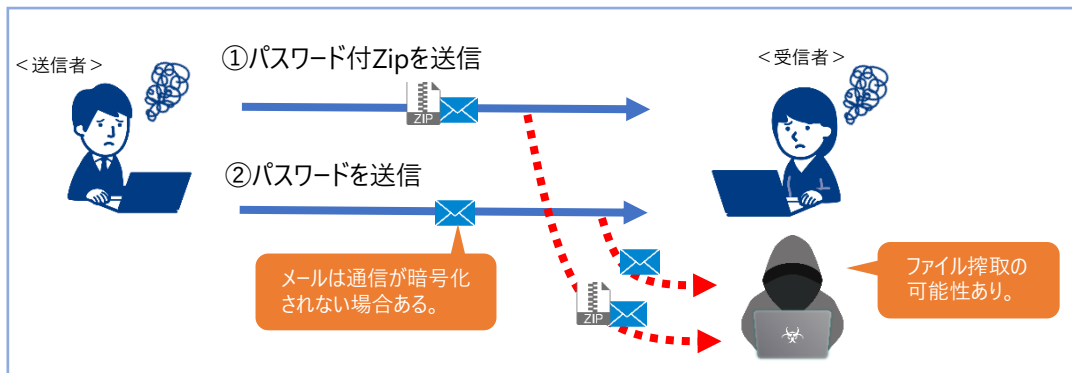 ①パスワード付Zipを送信
＜送信者＞
＜受信者＞
ZIP
②パスワードを送信
メールは通信が暗号化
されない場合ある。
ファイル搾取の
可能性あり。
ZIP